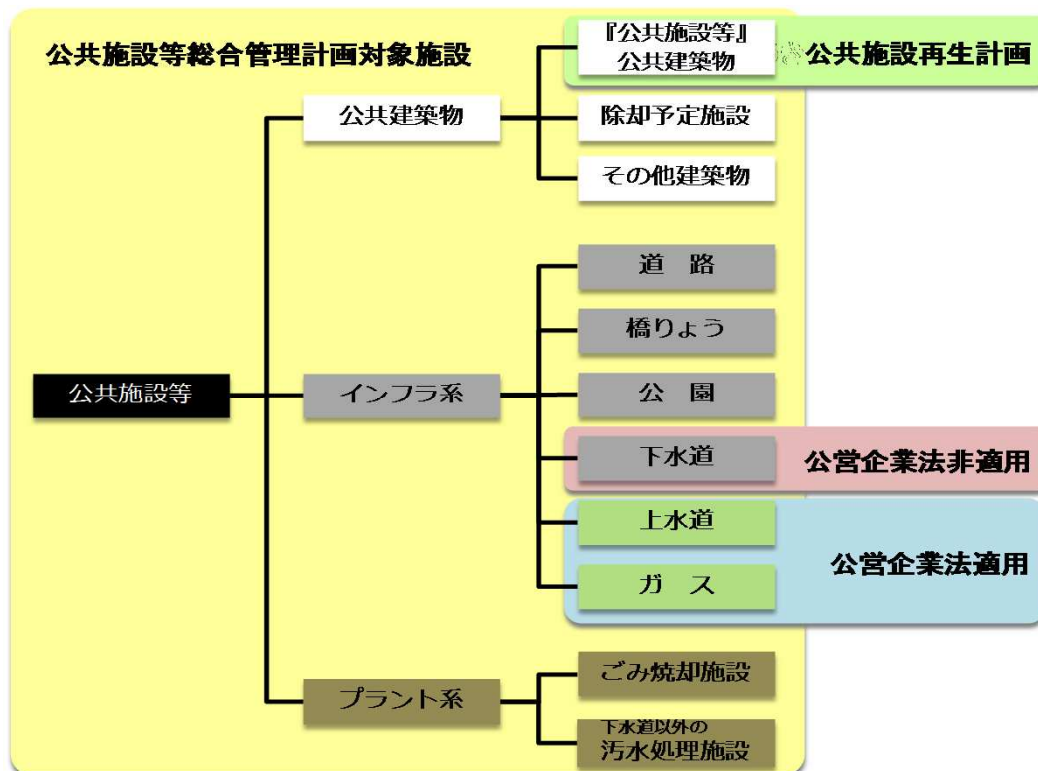 公共施設等総合管理計画対象施設
『公共施設等』
公共建築物
公共施設再生計画
公共建築物
除却予定施設
その他建築物
道　路
橋りょう
公共施設等
インフラ系
公　園
下水道
公営企業法非適用
上水道
公営企業法適用
ガ　ス
プラント系
ごみ焼却施設
下水道以外の
汚水処理施設